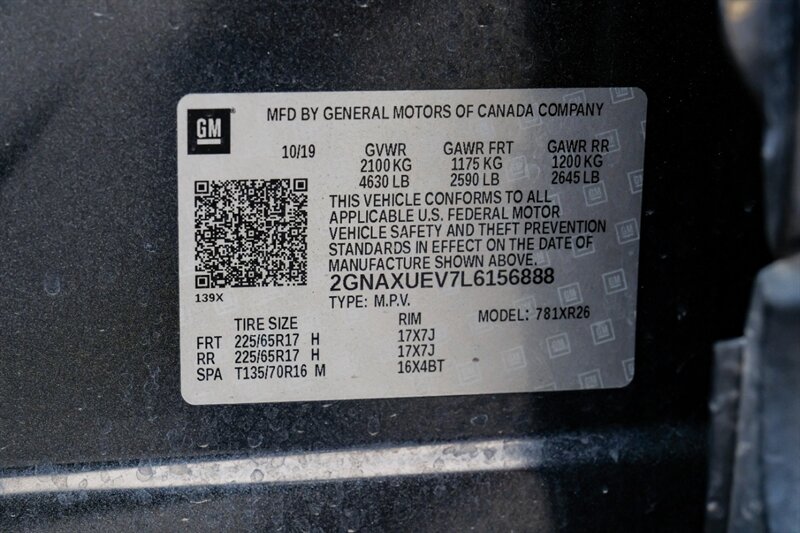 GM
MFD BY GENERAL MOTORS OF CANADA COMPANY
10/19 GVWR GAWR FRT GAWR RR
2100 KG 1175 KG 1200 KG
4630 LB 2590 LB 2645 LB
THIS VEHICLE CONFORMS TO ALL
APPLICABLE U.S. FEDERAL MOTOR
VEHICLE SAFETY AND THEFT PREVENTION
STANDARDS IN EFFECT ON THE DATE OF
MANUFACTURE SHOWN ABOVE.
2GNAXUEV7L6156888
139X
TYPE: M.P.V.
MODEL: 781XR26
TIRE SIZE RIM
FRT 225/65R17 H 17X7J
RR 225/65R17 H 17X7J
SPA T135/70R16 M 16X4BT